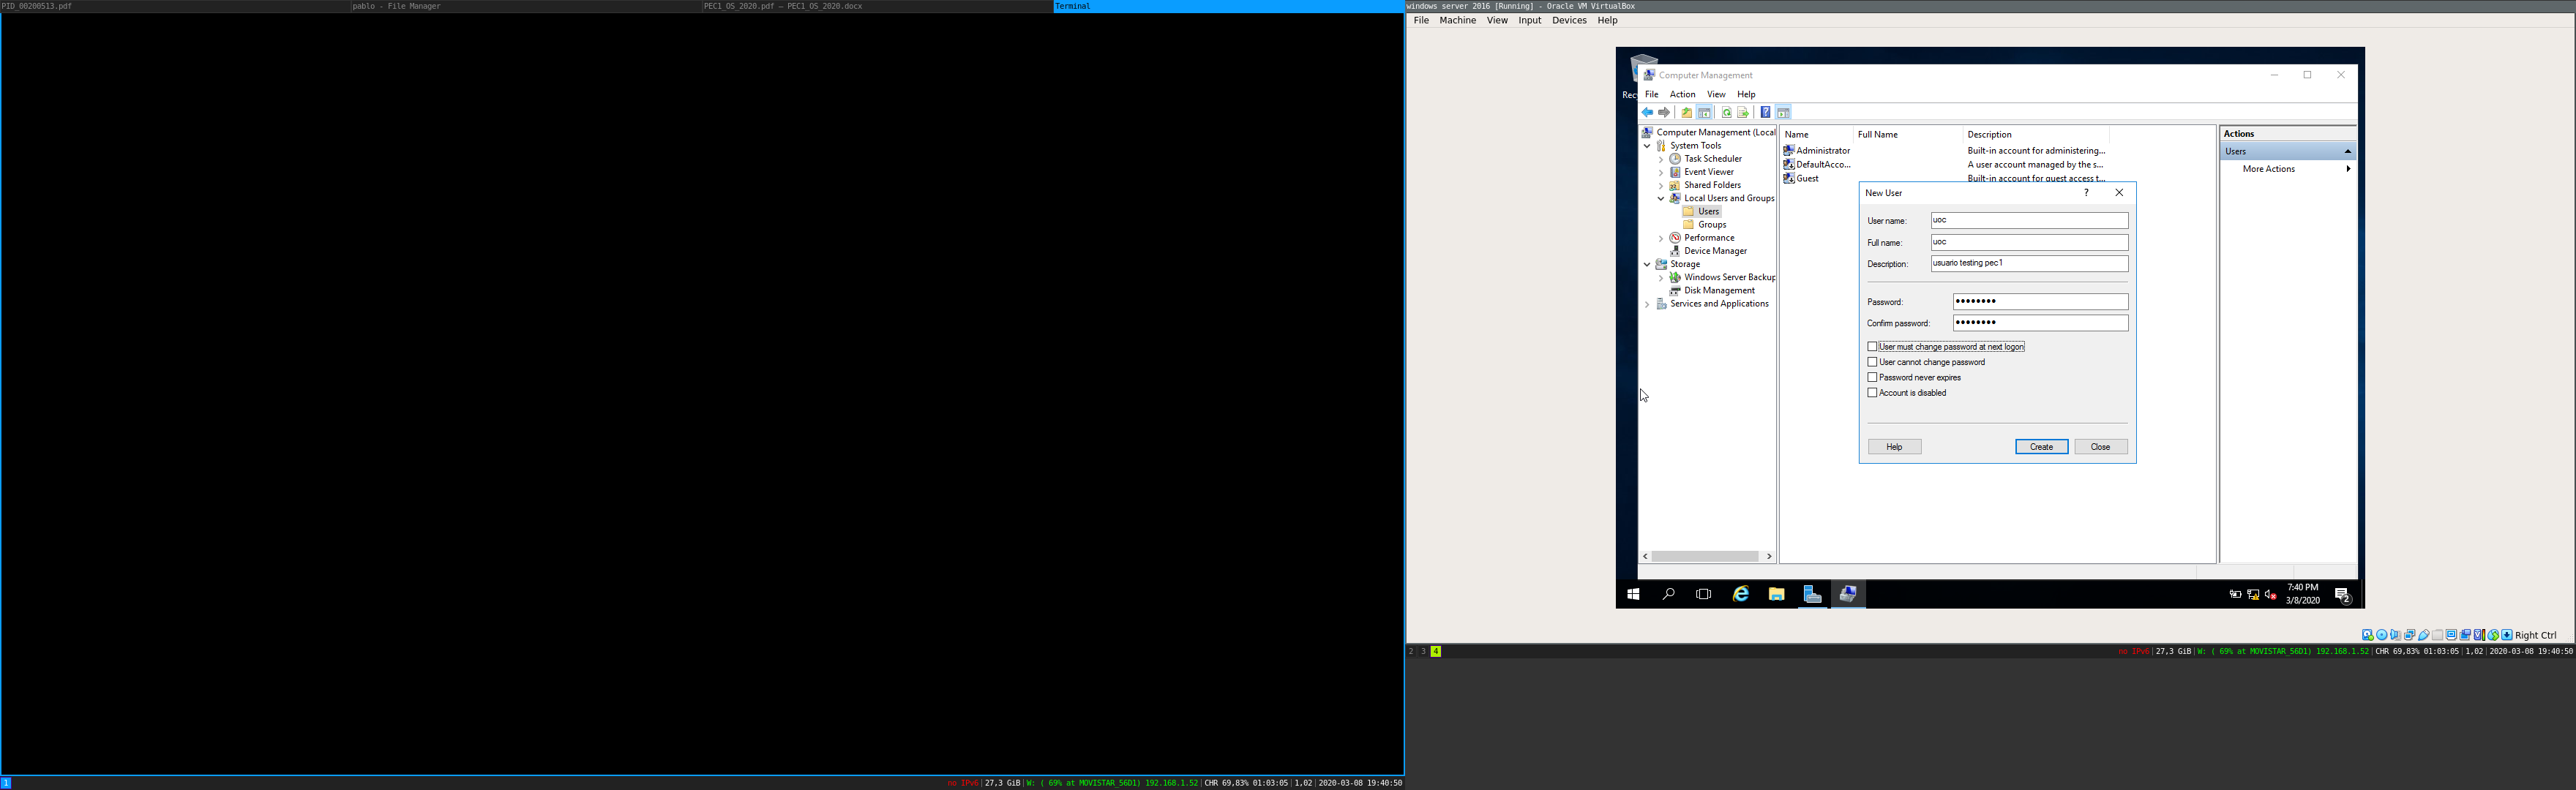 PID_00200513.pdf
pablo - File Manager
PEC1_OS_2020.pdf — PEC1_OS_2020.docx
Terminal
windows server 2016 [Running] - Oracle VM VirtualBox
File Machine View Input Devices Help
Rec
Computer Management
File Action View Help
Computer Management (Local
System Tools
Task Scheduler
Event Viewer
Shared Folders
Local Users and Groups
Users
Groups
Performance
Device Manager
Storage
Windows Server Backup
Disk Management
Services and Applications
Name Full Name Description
Administrator Built-in account for administering...
DefaultAcco... A user account managed by the s...
Guest Built-in account for guest access t...
Actions
Users
More Actions
New User
?
User name: uoc
Full name: uoc
Description: usuario testing pec1
Password: ••••••••
Confirm password: ••••••••
User must change password at next logon
User cannot change password
Password never expires
Account is disabled
Help Create Close
7:40 PM
3/8/2020
2
Right Ctrl
2 3 4
no IPv6| 27,3 GiB|W: ( 69% at MOVISTAR_56D1) 192.168.1.52|CHR 69,83% 01:03:05|1,02|2020-03-08 19:40:50
1
no IPv6| 27,3 GiB|W: ( 69% at MOVISTAR_56D1) 192.168.1.52|CHR 69,83% 01:03:05|1,02|2020-03-08 19:40:50